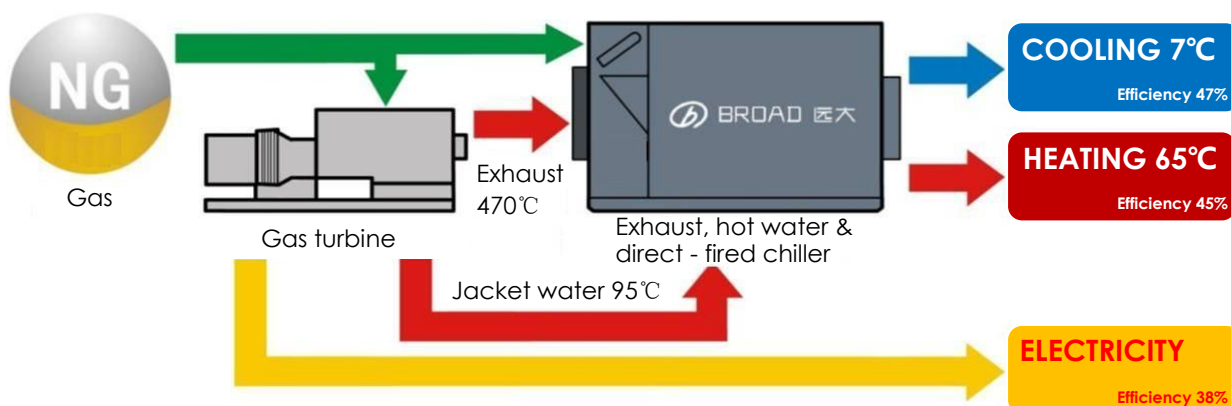 NG
Gas
Gas turbine
Exhaust
470℃
BROAD 远大
Exhaust, hot water &
direct - fired chiller
Jacket water 95℃
COOLING 7℃
Efficiency 47%
HEATING 65℃
Efficiency 45%
ELECTRICITY
Efficiency 38%